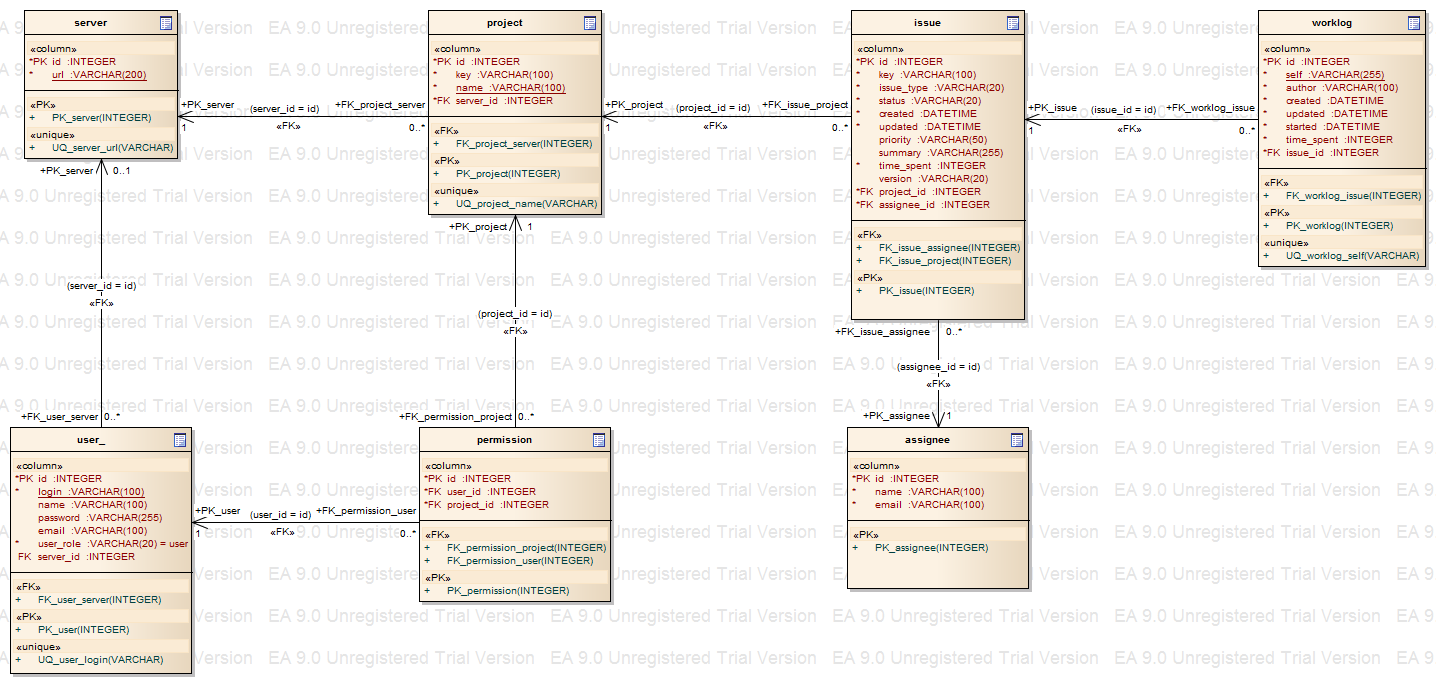 server
«column»
*PK id :INTEGER
* url :VARCHAR(200)
«PK»
+ PK_server(INTEGER)
«unique»
+ UQ_server_url(VARCHAR)
project
«column»
*PK id :INTEGER
* key :VARCHAR(100)
* name :VARCHAR(100)
*FK server_id :INTEGER
«FK»
+ FK_project_server(INTEGER)
«PK»
+ PK_project(INTEGER)
«unique»
+ UQ_project_name(VARCHAR)
issue
«column»
*PK id :INTEGER
* key :VARCHAR(100)
* issue_type :VARCHAR(20)
* status :VARCHAR(20)
* created :DATETIME
* updated :DATETIME
priority :VARCHAR(50)
summary :VARCHAR(255)
* time_spent :INTEGER
version :VARCHAR(20)
*FK project_id :INTEGER
*FK assignee_id :INTEGER
«FK»
+ FK_issue_assignee(INTEGER)
+ FK_issue_project(INTEGER)
«PK»
+ PK_issue(INTEGER)
worklog
«column»
*PK id :INTEGER
* self :VARCHAR(255)
* author :VARCHAR(100)
* created :DATETIME
* updated :DATETIME
* started :DATETIME
* time_spent :INTEGER
*FK issue_id :INTEGER
«FK»
+ FK_worklog_issue(INTEGER)
«PK»
+ PK_worklog(INTEGER)
«unique»
+ UQ_worklog_self(VARCHAR)
+PK_server (server_id = id) +FK_project_server
1 «FK» 0..*
+PK_project (project_id = id) +FK_issue_project
1 «FK» 0..*
+PK_issue (issue_id = id) +FK_worklog_issue
1 «FK» 0..*
+PK_server 0..1
(server_id = id)
«FK»
+FK_user_server 0..*
+PK_project 1
(project_id = id)
«FK»
+FK_permission_project 0..*
+FK_issue_assignee 0..*
(assignee_id = id)
«FK»
+PK_assignee 1
user_
«column»
*PK id :INTEGER
* login :VARCHAR(100)
name :VARCHAR(100)
password :VARCHAR(255)
email :VARCHAR(100)
* user_role :VARCHAR(20) = user
FK server_id :INTEGER
«FK»
+ FK_user_server(INTEGER)
«PK»
+ PK_user(INTEGER)
«unique»
+ UQ_user_login(VARCHAR)
+PK_user (user_id = id) +FK_permission_user
1 «FK» 0..*
permission
«column»
*PK id :INTEGER
*FK user_id :INTEGER
*FK project_id :INTEGER
«FK»
+ FK_permission_project(INTEGER)
+ FK_permission_user(INTEGER)
«PK»
+ PK_permission(INTEGER)
assignee
«column»
*PK id :INTEGER
* name :VARCHAR(100)
* email :VARCHAR(100)
«PK»
+ PK_assignee(INTEGER)
EA 9.0 Unregistered Trial Version